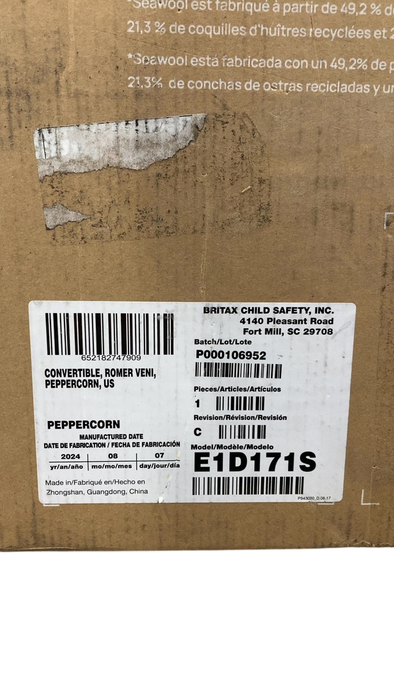 *Seawool est fabriqué à partir de 49,2 % d
21,3 % de coquilles d'huîtres recyclées et 2
*Seawool está fabricada con un 49,2% de p
21,3% de conchas de ostras recicladas y u
BRITAX CHILD SAFETY, INC.
4140 Pleasant Road
Fort Mill, SC 29708
652182747909
CONVERTIBLE, ROMER VENI,
PEPPERCORN, US
Batch/Lot/Lote
P000106952
Pieces/Articles/Artículos
1
Revision/Révision/Revisión
C
Model/Modèle/Modelo
E1D171S
PEPPERCORN
MANUFACTURED DATE
DATE DE FABRICATION / FECHA DE FABRICACIÓN
2024 08 07
yr/an/año mo/mo/mes day/jour/día
Made in/Fabriqué en/Hecho en
Zhongshan, Guangdong, China